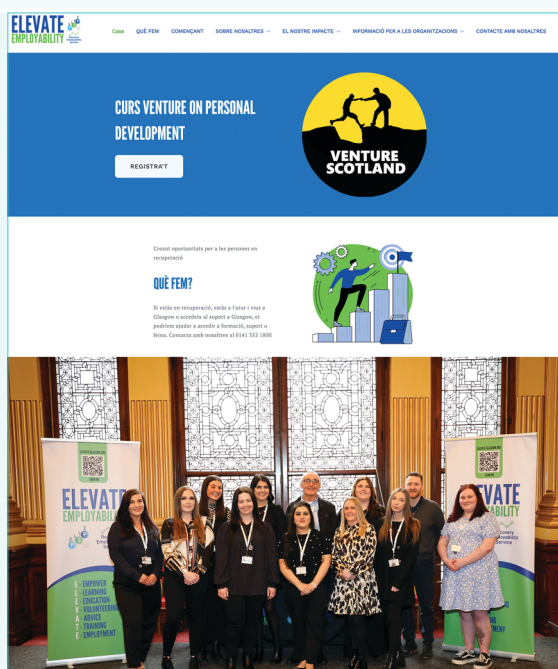 ELEVATE
EMPLOYABILITY
Casa QUÈ FEM COMENÇANT SOBRE NOSALTRES EL NOSTRE IMPACTE INFORMACIÓ PER A LES ORGANITZACIONS CONTACTE AMB NOSALTRES
CURS VENTURE ON PERSONAL
DEVELOPMENT
REGISTRA'T
VENTURE
SCOTLAND
Creant oportunitats per a les persones en
recuperació
QUÈ FEM?
Si estàs en recuperació, estàs a l'atur i vius a
Glasgow o accedeix al suport a Glasgow, et
podríem ajudar a accedir a formació, suport o
feina. Contacta amb nosaltres al 0141 353 1800
ELEVATE
EMPLOYABILITY
E - EMPOWER
L - LEARNING
E - EDUCATION
V - VOLUNTEERING
A - ADVICE
T - TRAINING
E - EMPLOYMENT
VATE
ABILITY
Service